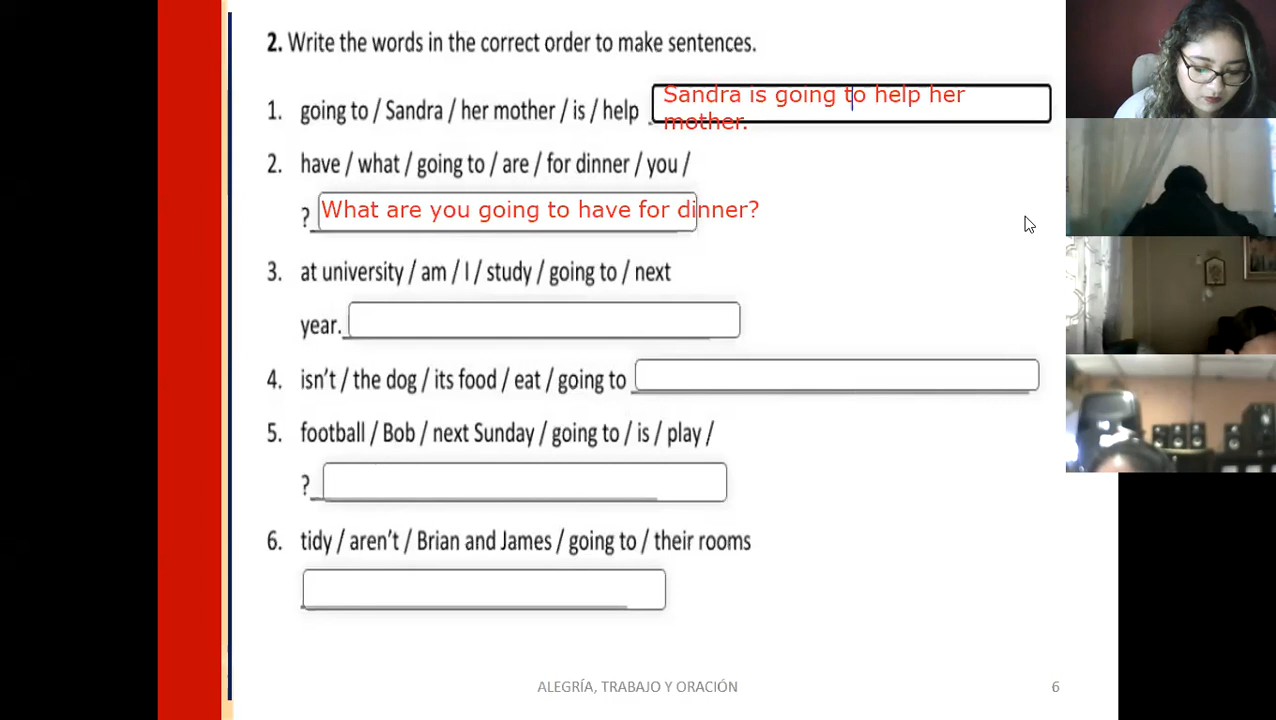 2. Write the words in the correct order to make sentences.
1. going to / Sandra / her mother / is / help
Sandra is going to help her
mother.
2. have / what / going to / are / for dinner / you /
? What are you going to have for dinner?
3. at university / am / I / study / going to / next
year.
4. isn't / the dog / its food / eat / going to
5. football / Bob / next Sunday / going to / is / play /
?
6. tidy / aren't / Brian and James / going to / their rooms
ALEGRÍA, TRABAJO Y ORACIÓN
6